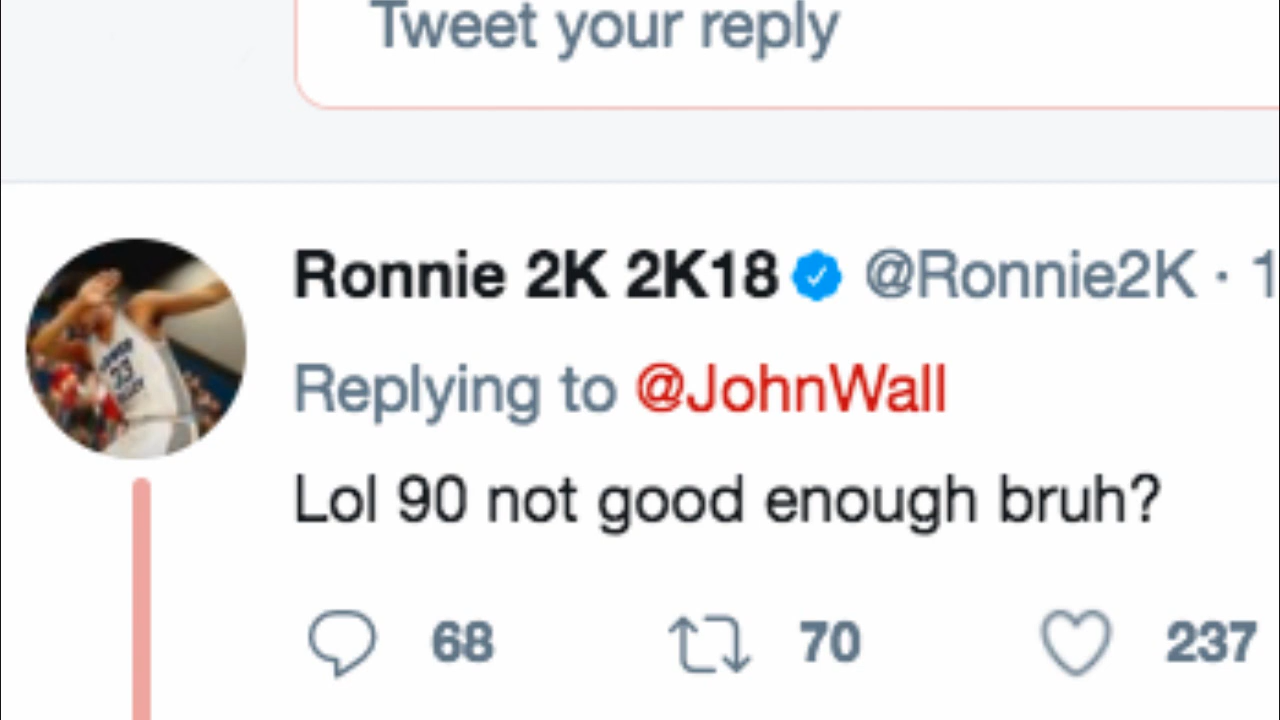 Tweet your reply
Ronnie 2K 2K18 @Ronnie2K · 1
Replying to @JohnWall
Lol 90 not good enough bruh?
68 70 237